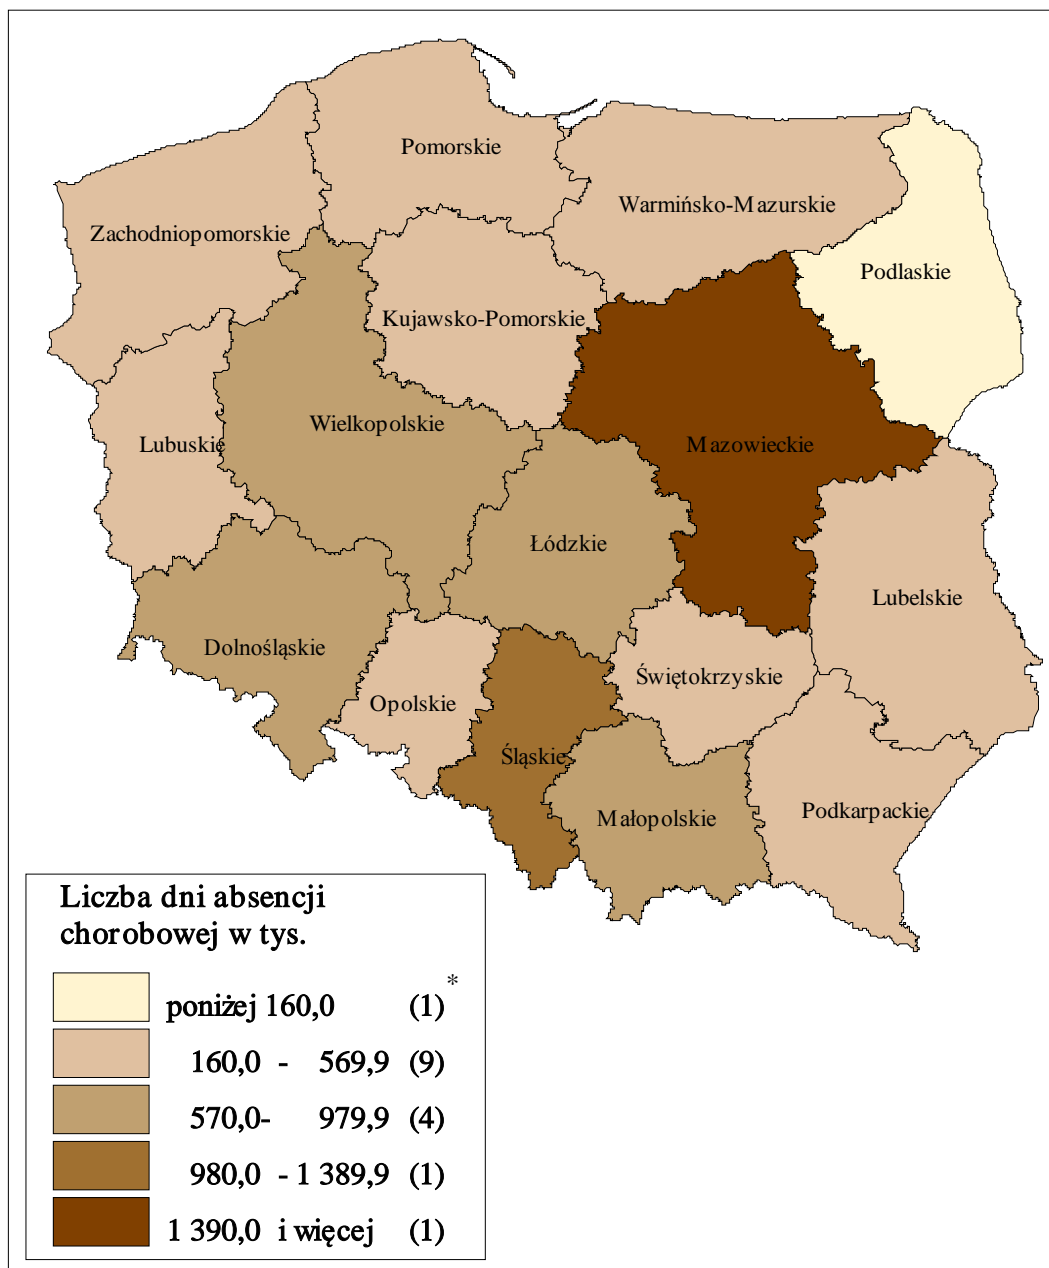 Pomorskie
Warmińsko-Mazurskie
Zachodniopomorskie
Podlaskie
Kujawsko-Pomorskie
Wielkopolskie
Lubuskie
Mazowieckie
Łódzkie
Lubelskie
Dolnośląskie
Świętokrzyskie
Opolskie
Śląskie
Podkarpackie
Małopolskie
Liczba dni absencji
chorobowej w tys.
poniżej 160,0 (1)*
160,0 - 569,9 (9)
570,0- 979,9 (4)
980,0 - 1 389,9 (1)
1 390,0 i więcej (1)